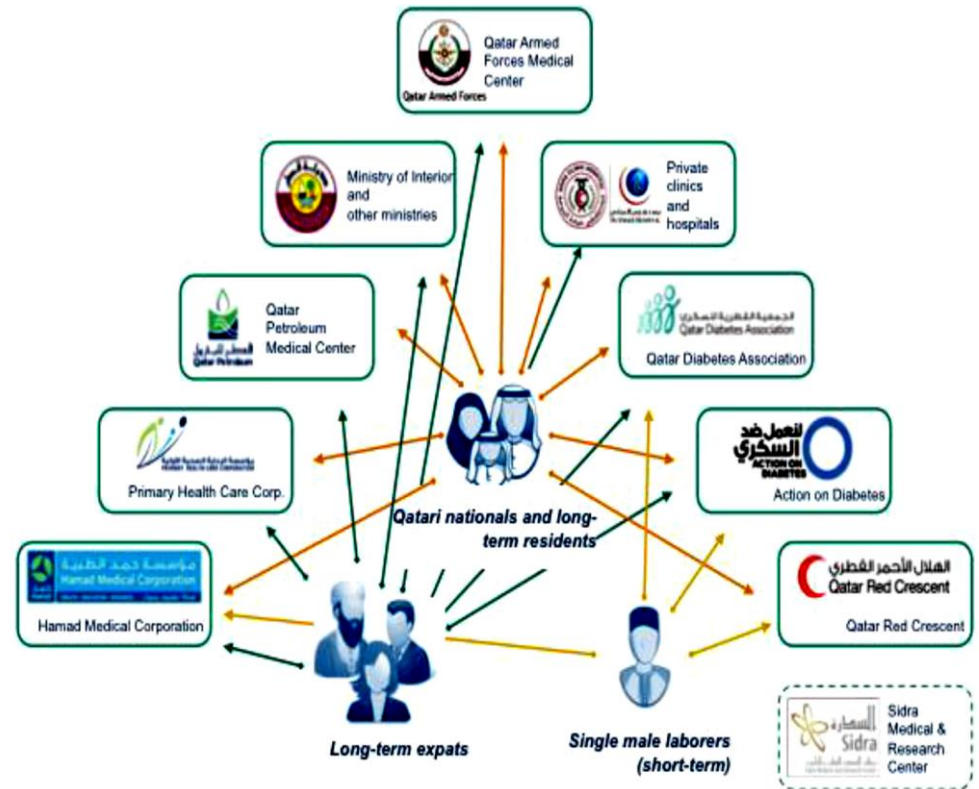 Qatar Armed
Forces Medical
Center
Qatar Armed Forces
Ministry of Interior
and
other ministries
Private
clinics
and
hospitals
Qatar
Petroleum
Medical Center
Qatar Petroleum
الجمعية القطرية للسكري
Qatar Diabetes Association
Qatar Diabetes Association
Primary Health Care Corp.
لنعمل ضد
السكري
ACTION ON
DIABETES
Action on Diabetes
Qatari nationals and long-
term residents
مؤسسة حمد الطبية
Hamad Medical Corporation
Hamad Medical Corporation
الهلال الأحمر القطري
Qatar Red Crescent
Qatar Red Crescent
Long-term expats
Single male laborers
(short-term)
Sidra
Sidra
Medical &
Research
Center